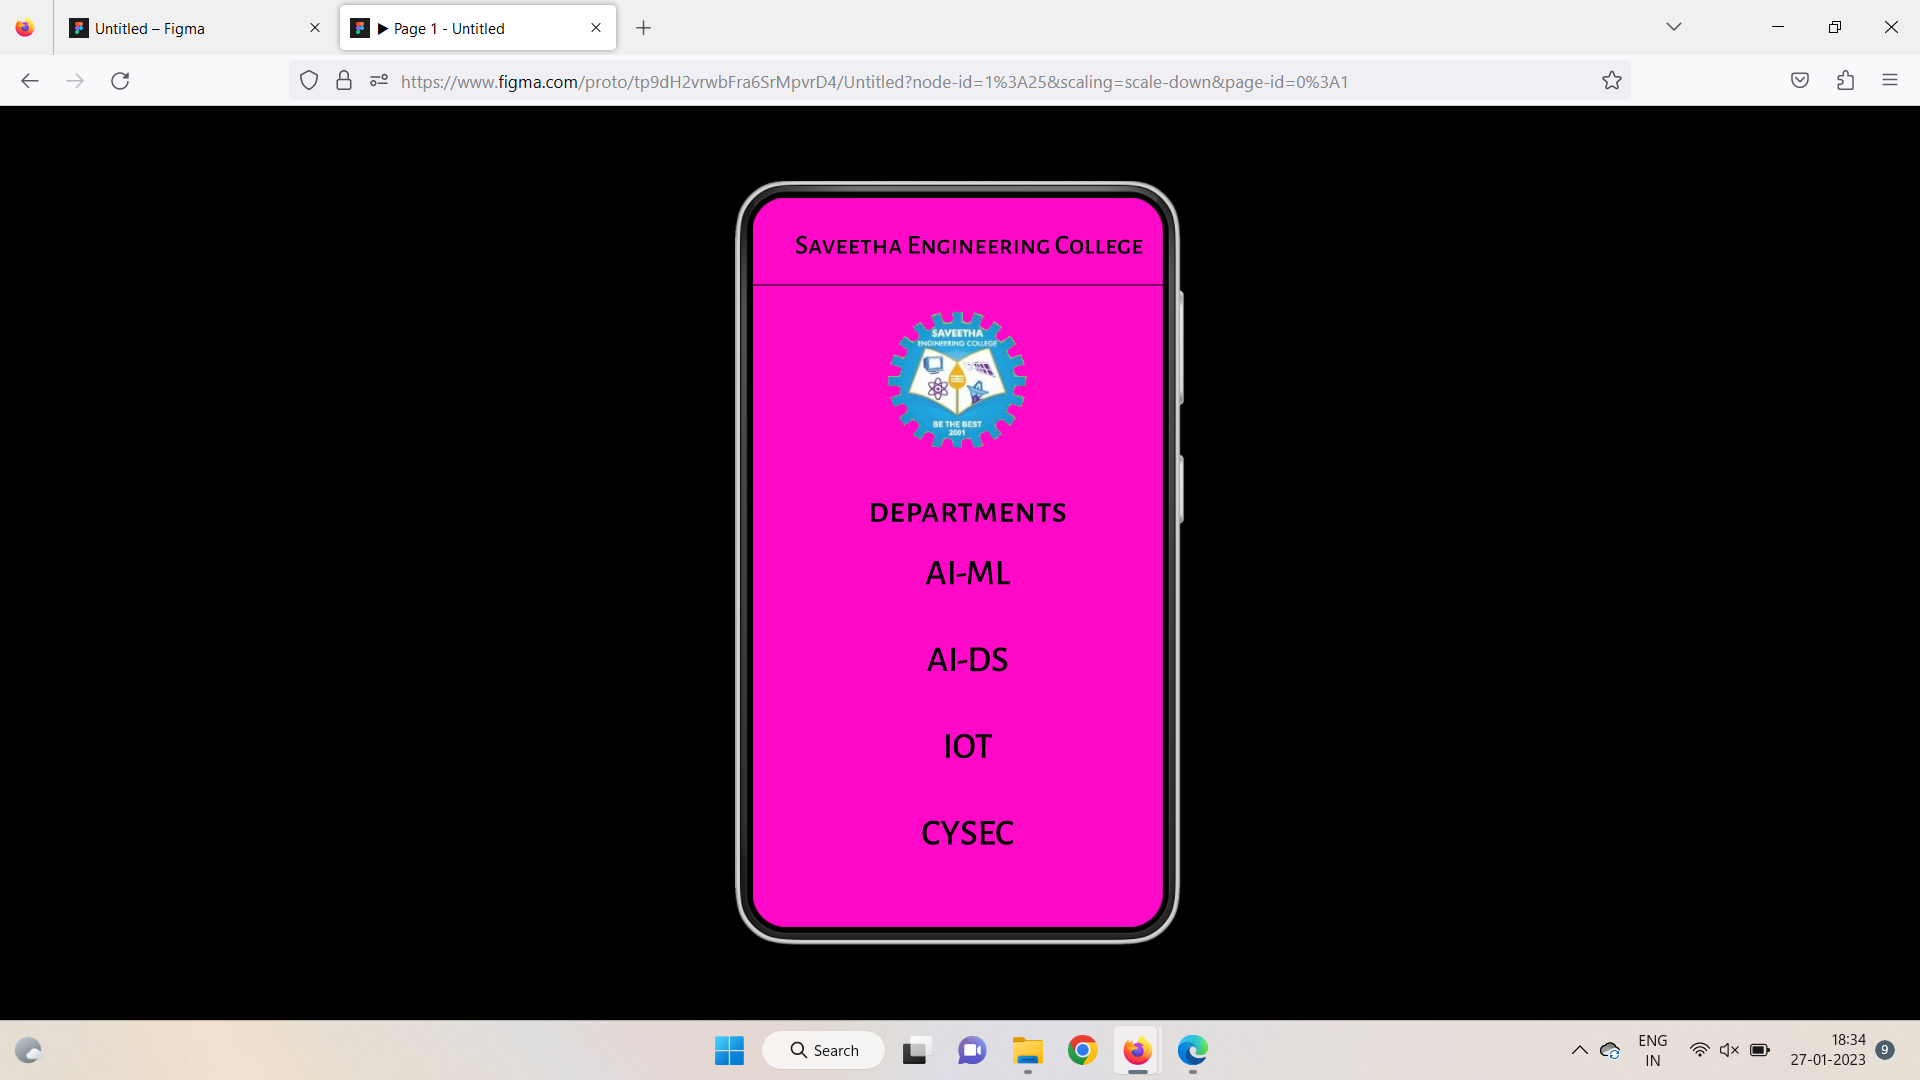 Untitled – Figma
▶ Page 1 - Untitled
https://www.figma.com/proto/tp9dH2vrwbFra6SrMpvrD4/Untitled?node-id=1%3A25&scaling=scale-down&page-id=0%3A1
Saveetha Engineering College
SAVEETHA
ENGINEERING COLLEGE
BE THE BEST
2001
DEPARTMENTS
AI-ML
AI-DS
IOT
CYSEC
Search
ENG
IN
18:34
27-01-2023
9